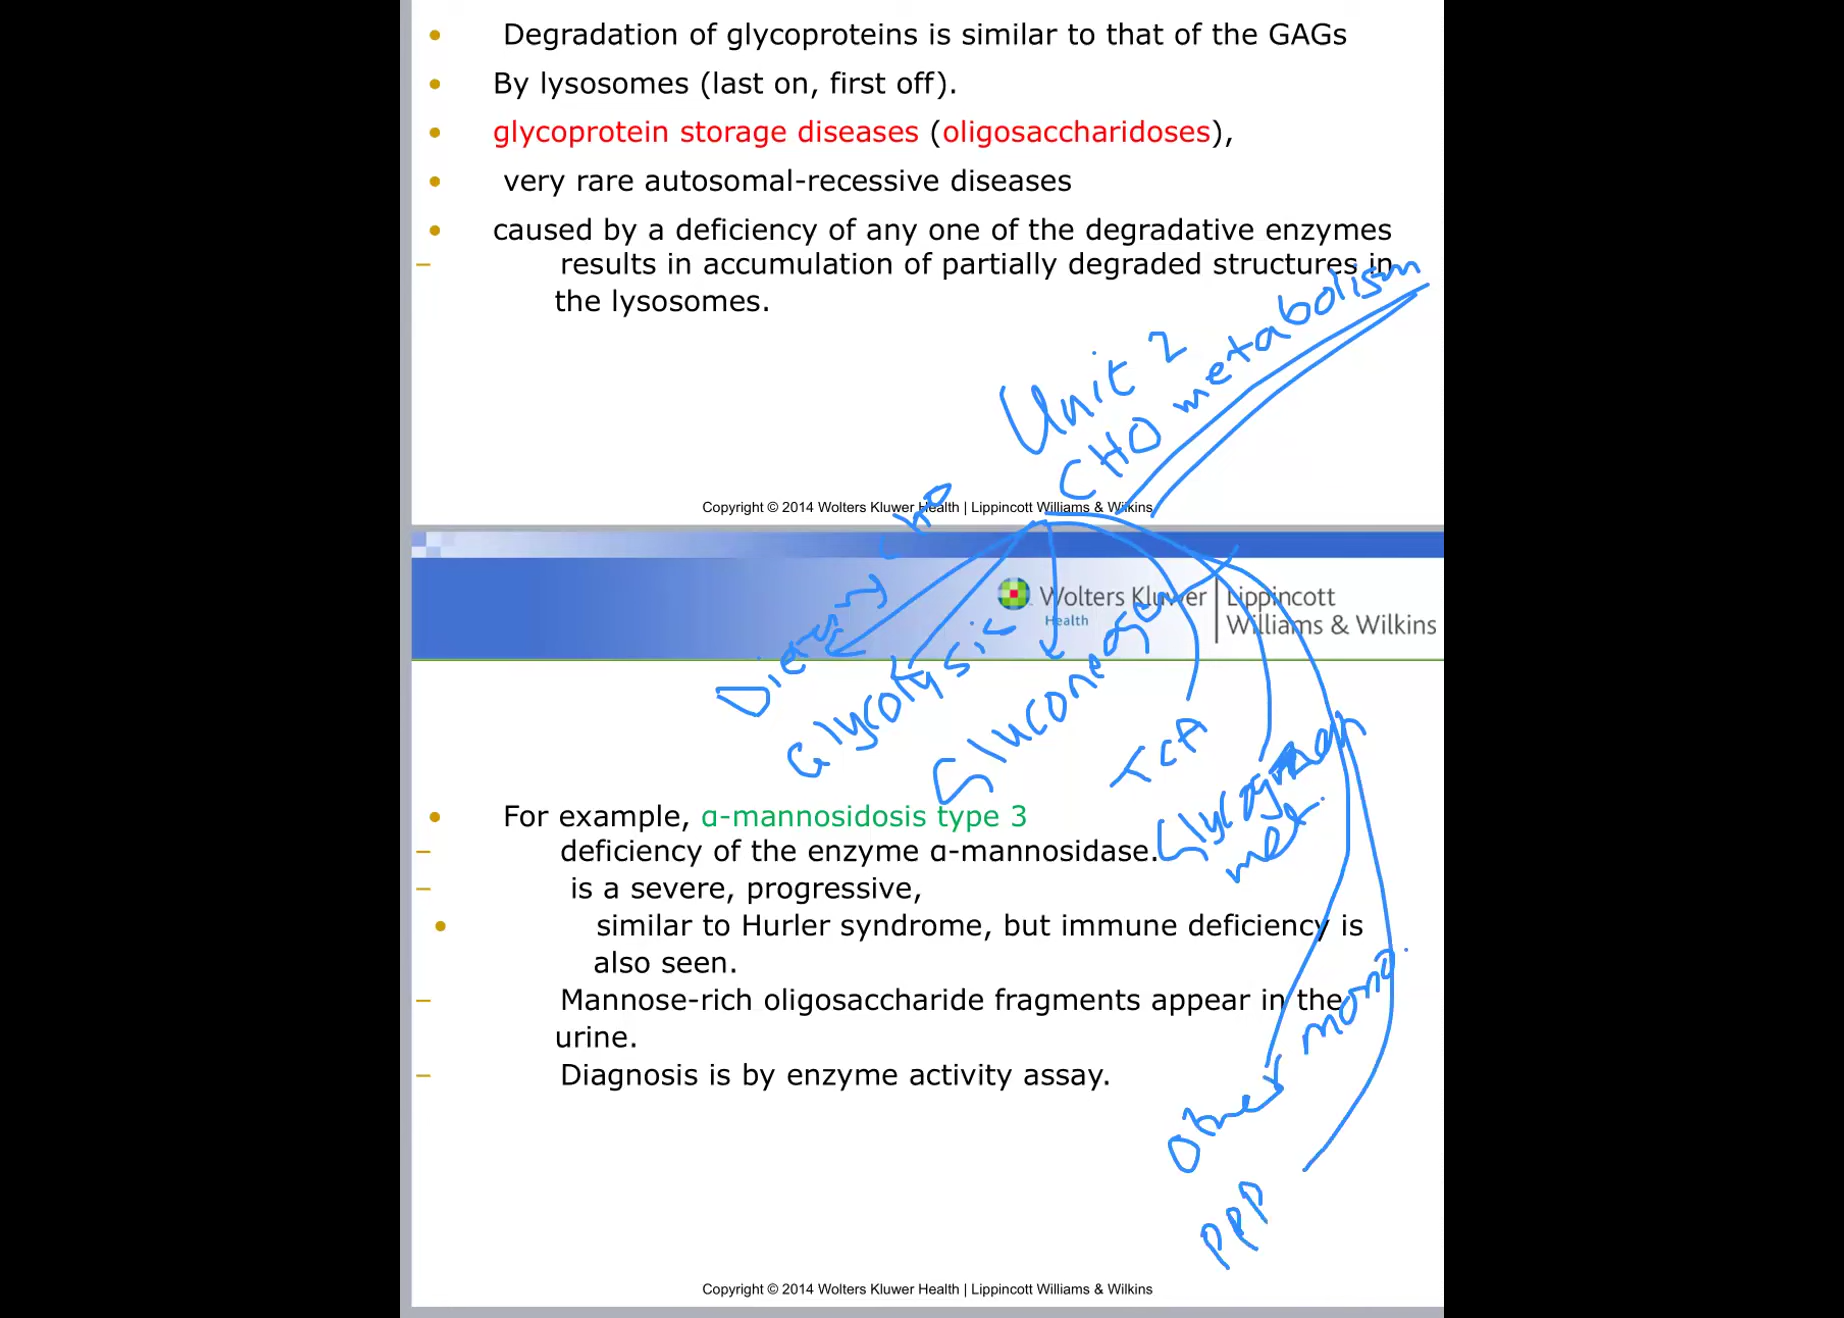 Degradation of glycoproteins is similar to that of the GAGs
By lysosomes (last on, first off).
glycoprotein storage diseases (oligosaccharidoses),
very rare autosomal-recessive diseases
caused by a deficiency of any one of the degradative enzymes
results in accumulation of partially degraded structures in
the lysosomes.
Unit 2
CHO metabolism
Copyright © 2014 Wolters Kluwer Health | Lippincott Williams & Wilkins
Wolters Kluwer
Health
Lippincott
Williams & Wilkins
Dietary CHO
Glycolysis
Gluconeogen
TCA
Glycogen
met.
Other mono.
PPP
For example, α-mannosidosis type 3
deficiency of the enzyme α-mannosidase.
is a severe, progressive,
similar to Hurler syndrome, but immune deficiency is
also seen.
Mannose-rich oligosaccharide fragments appear in the
urine.
Diagnosis is by enzyme activity assay.
Copyright © 2014 Wolters Kluwer Health | Lippincott Williams & Wilkins